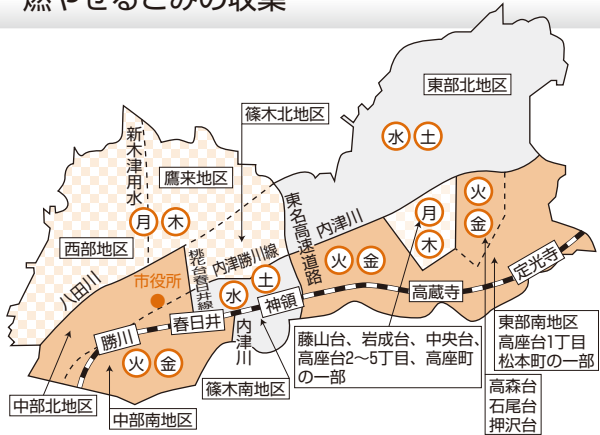 燃やせるごみの収集
東部北地区
水 土
篠木北地区
新木津用水
鷹来地区
月 木
西部地区
八田川
市役所
桃花台春日井線
内津勝川線
東名高速道路
内津川
月
木
火
金
火 金
水 土
神領
高蔵寺
定光寺
春日井
勝川
内津川
火 金
篠木南地区
中部北地区
中部南地区
藤山台、岩成台、中央台、
高座台2〜5丁目、高座町
の一部
東部南地区
高座台1丁目
松本町の一部
高森台
石尾台
押沢台